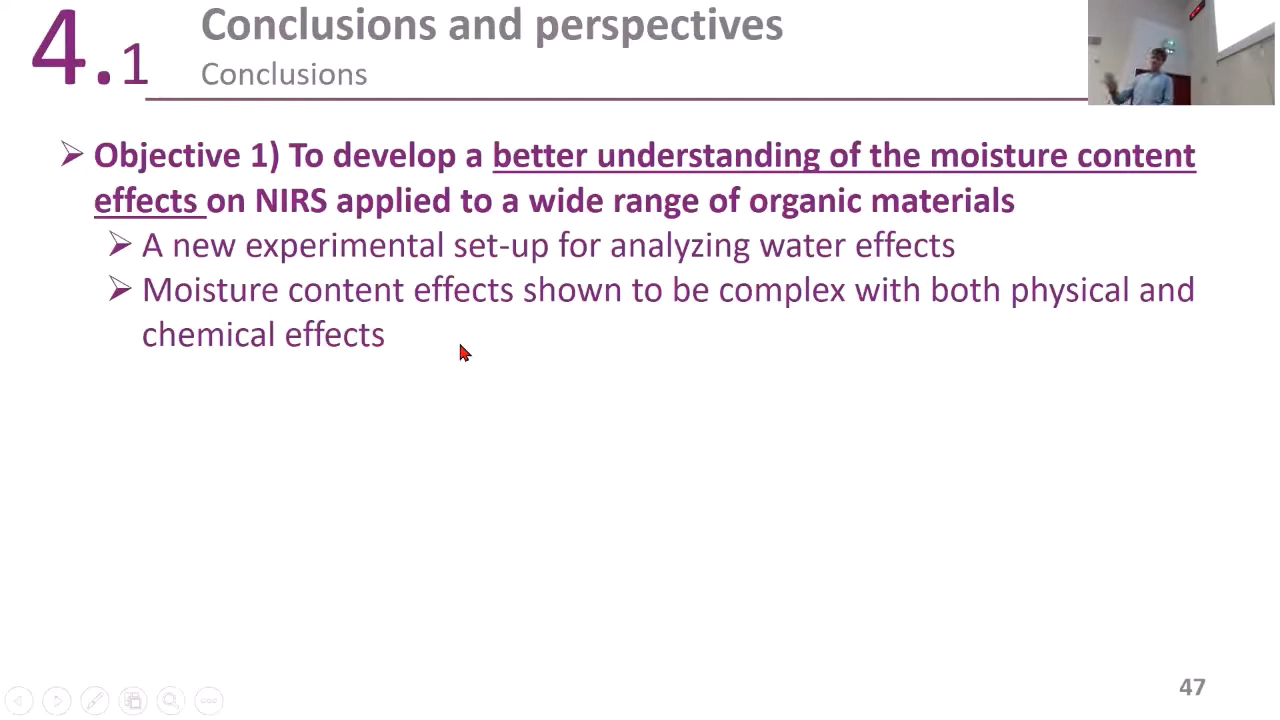 4.1
Conclusions and perspectives
Conclusions
Objective 1) To develop a better understanding of the moisture content
effects on NIRS applied to a wide range of organic materials
A new experimental set-up for analyzing water effects
Moisture content effects shown to be complex with both physical and
chemical effects
47